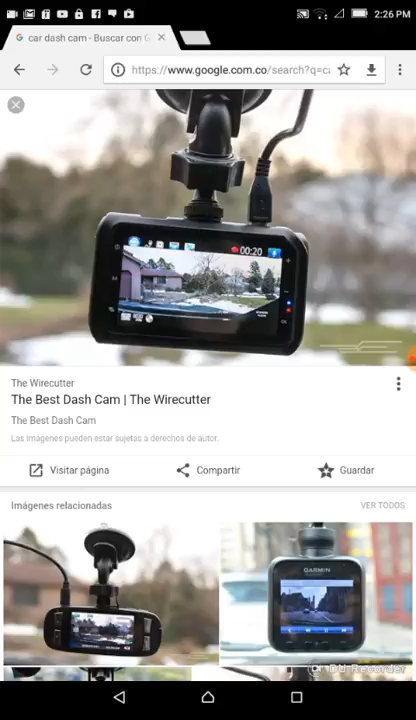 2:26 PM
car dash cam - Buscar con G
https://www.google.com.co/search?q=ca
00:20
The Wirecutter
The Best Dash Cam | The Wirecutter
The Best Dash Cam
Las imágenes pueden estar sujetas a derechos de autor.
Visitar página
Compartir
Guardar
Imágenes relacionadas
VER TODOS
GARMIN
DU Recorder